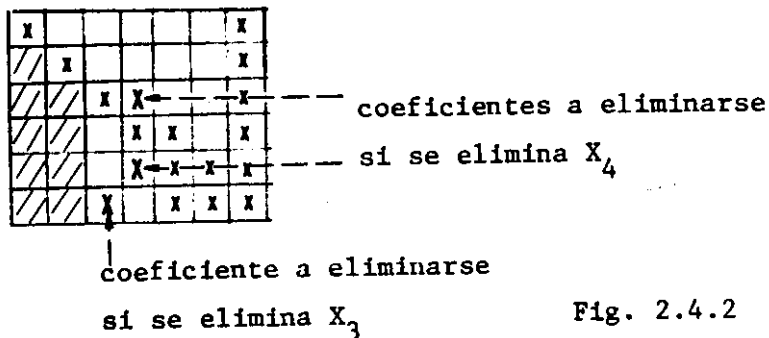 X X
X X
X X X
X X X
X X X X
X X X X
coeficientes a eliminarse
si se elimina X₄
coeficiente a eliminarse
si se elimina X₃
Fig. 2.4.2